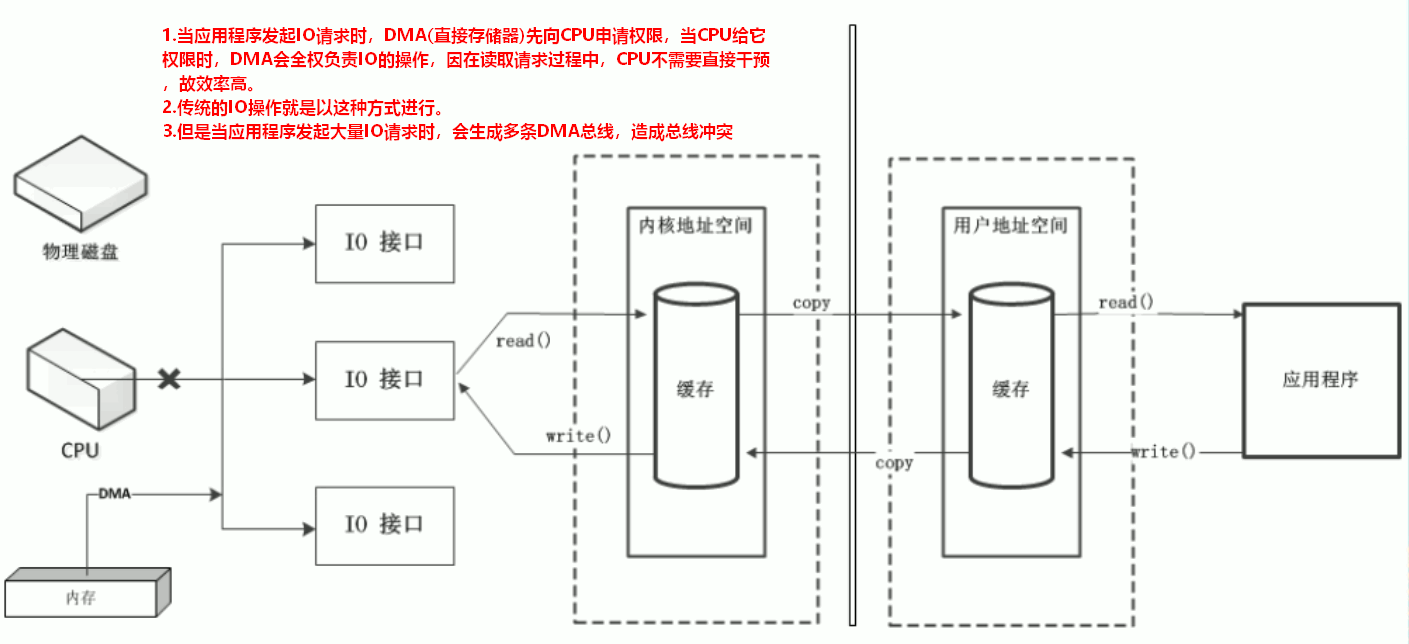 1.当应用程序发起IO请求时，DMA(直接存储器)先向CPU申请权限，当CPU给它
权限时，DMA会全权负责IO的操作，因在读取请求过程中，CPU不需要直接干预
，故效率高。
2.传统的IO操作就是以这种方式进行。
3.但是当应用程序发起大量IO请求时，会生成多条DMA总线，造成总线冲突
物理磁盘
IO 接口
内核地址空间
用户地址空间
copy
read()
read()
IO 接口
缓存
缓存
应用程序
CPU
write()
copy
write()
DMA
IO 接口
内存